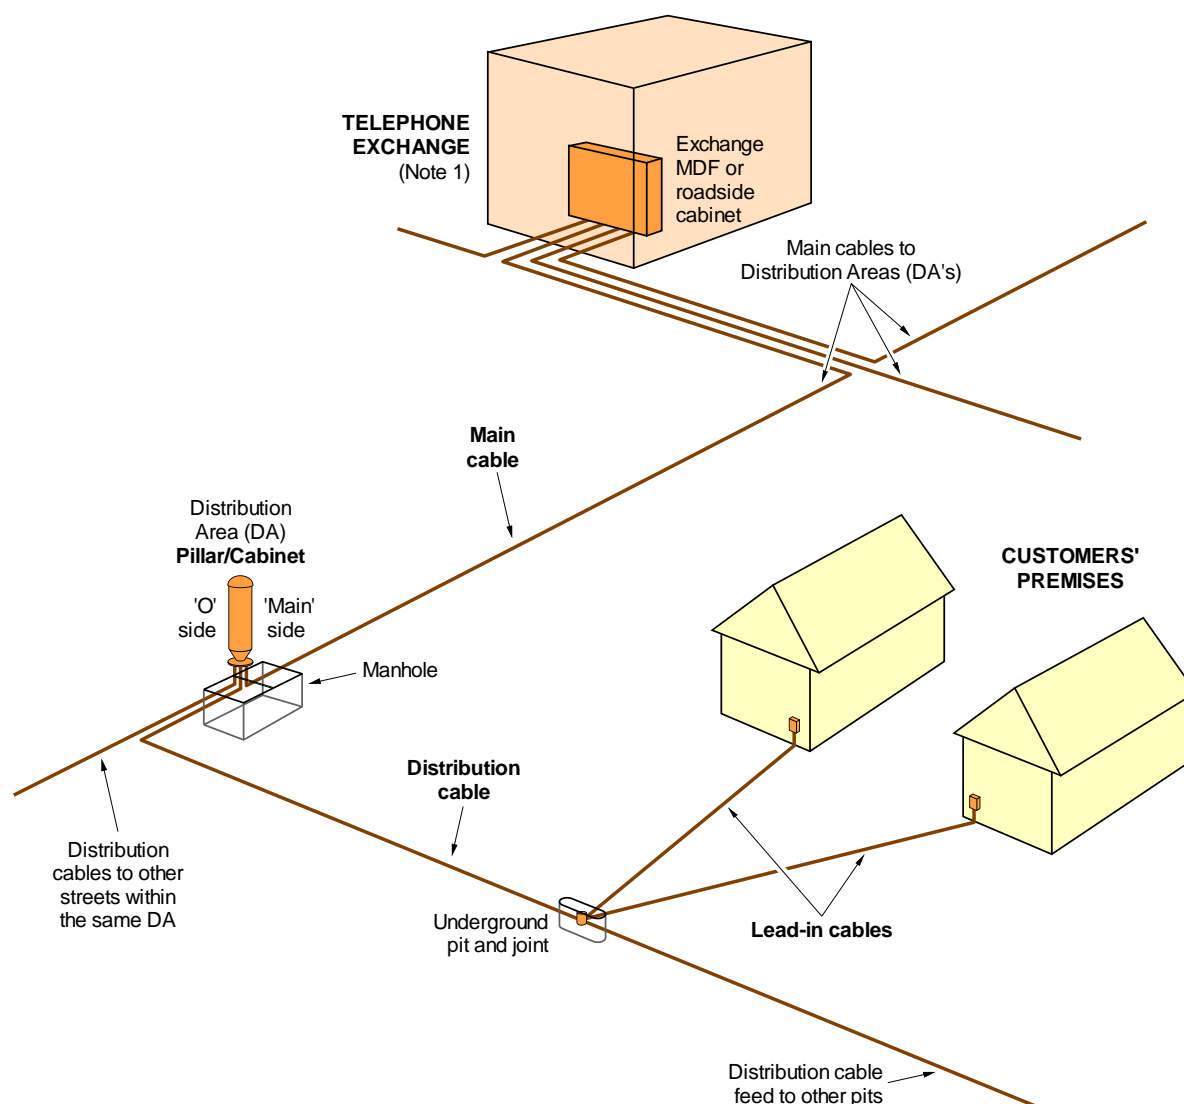 TELEPHONE
EXCHANGE
(Note 1)
Exchange
MDF or
roadside
cabinet
Main cables to
Distribution Areas (DA's)
Main
cable
Distribution
Area (DA)
Pillar/Cabinet
'O'
side
'Main'
side
Manhole
CUSTOMERS'
PREMISES
Distribution
cable
Distribution
cables to other
streets within
the same DA
Underground
pit and joint
Lead-in cables
Distribution cable
feed to other pits